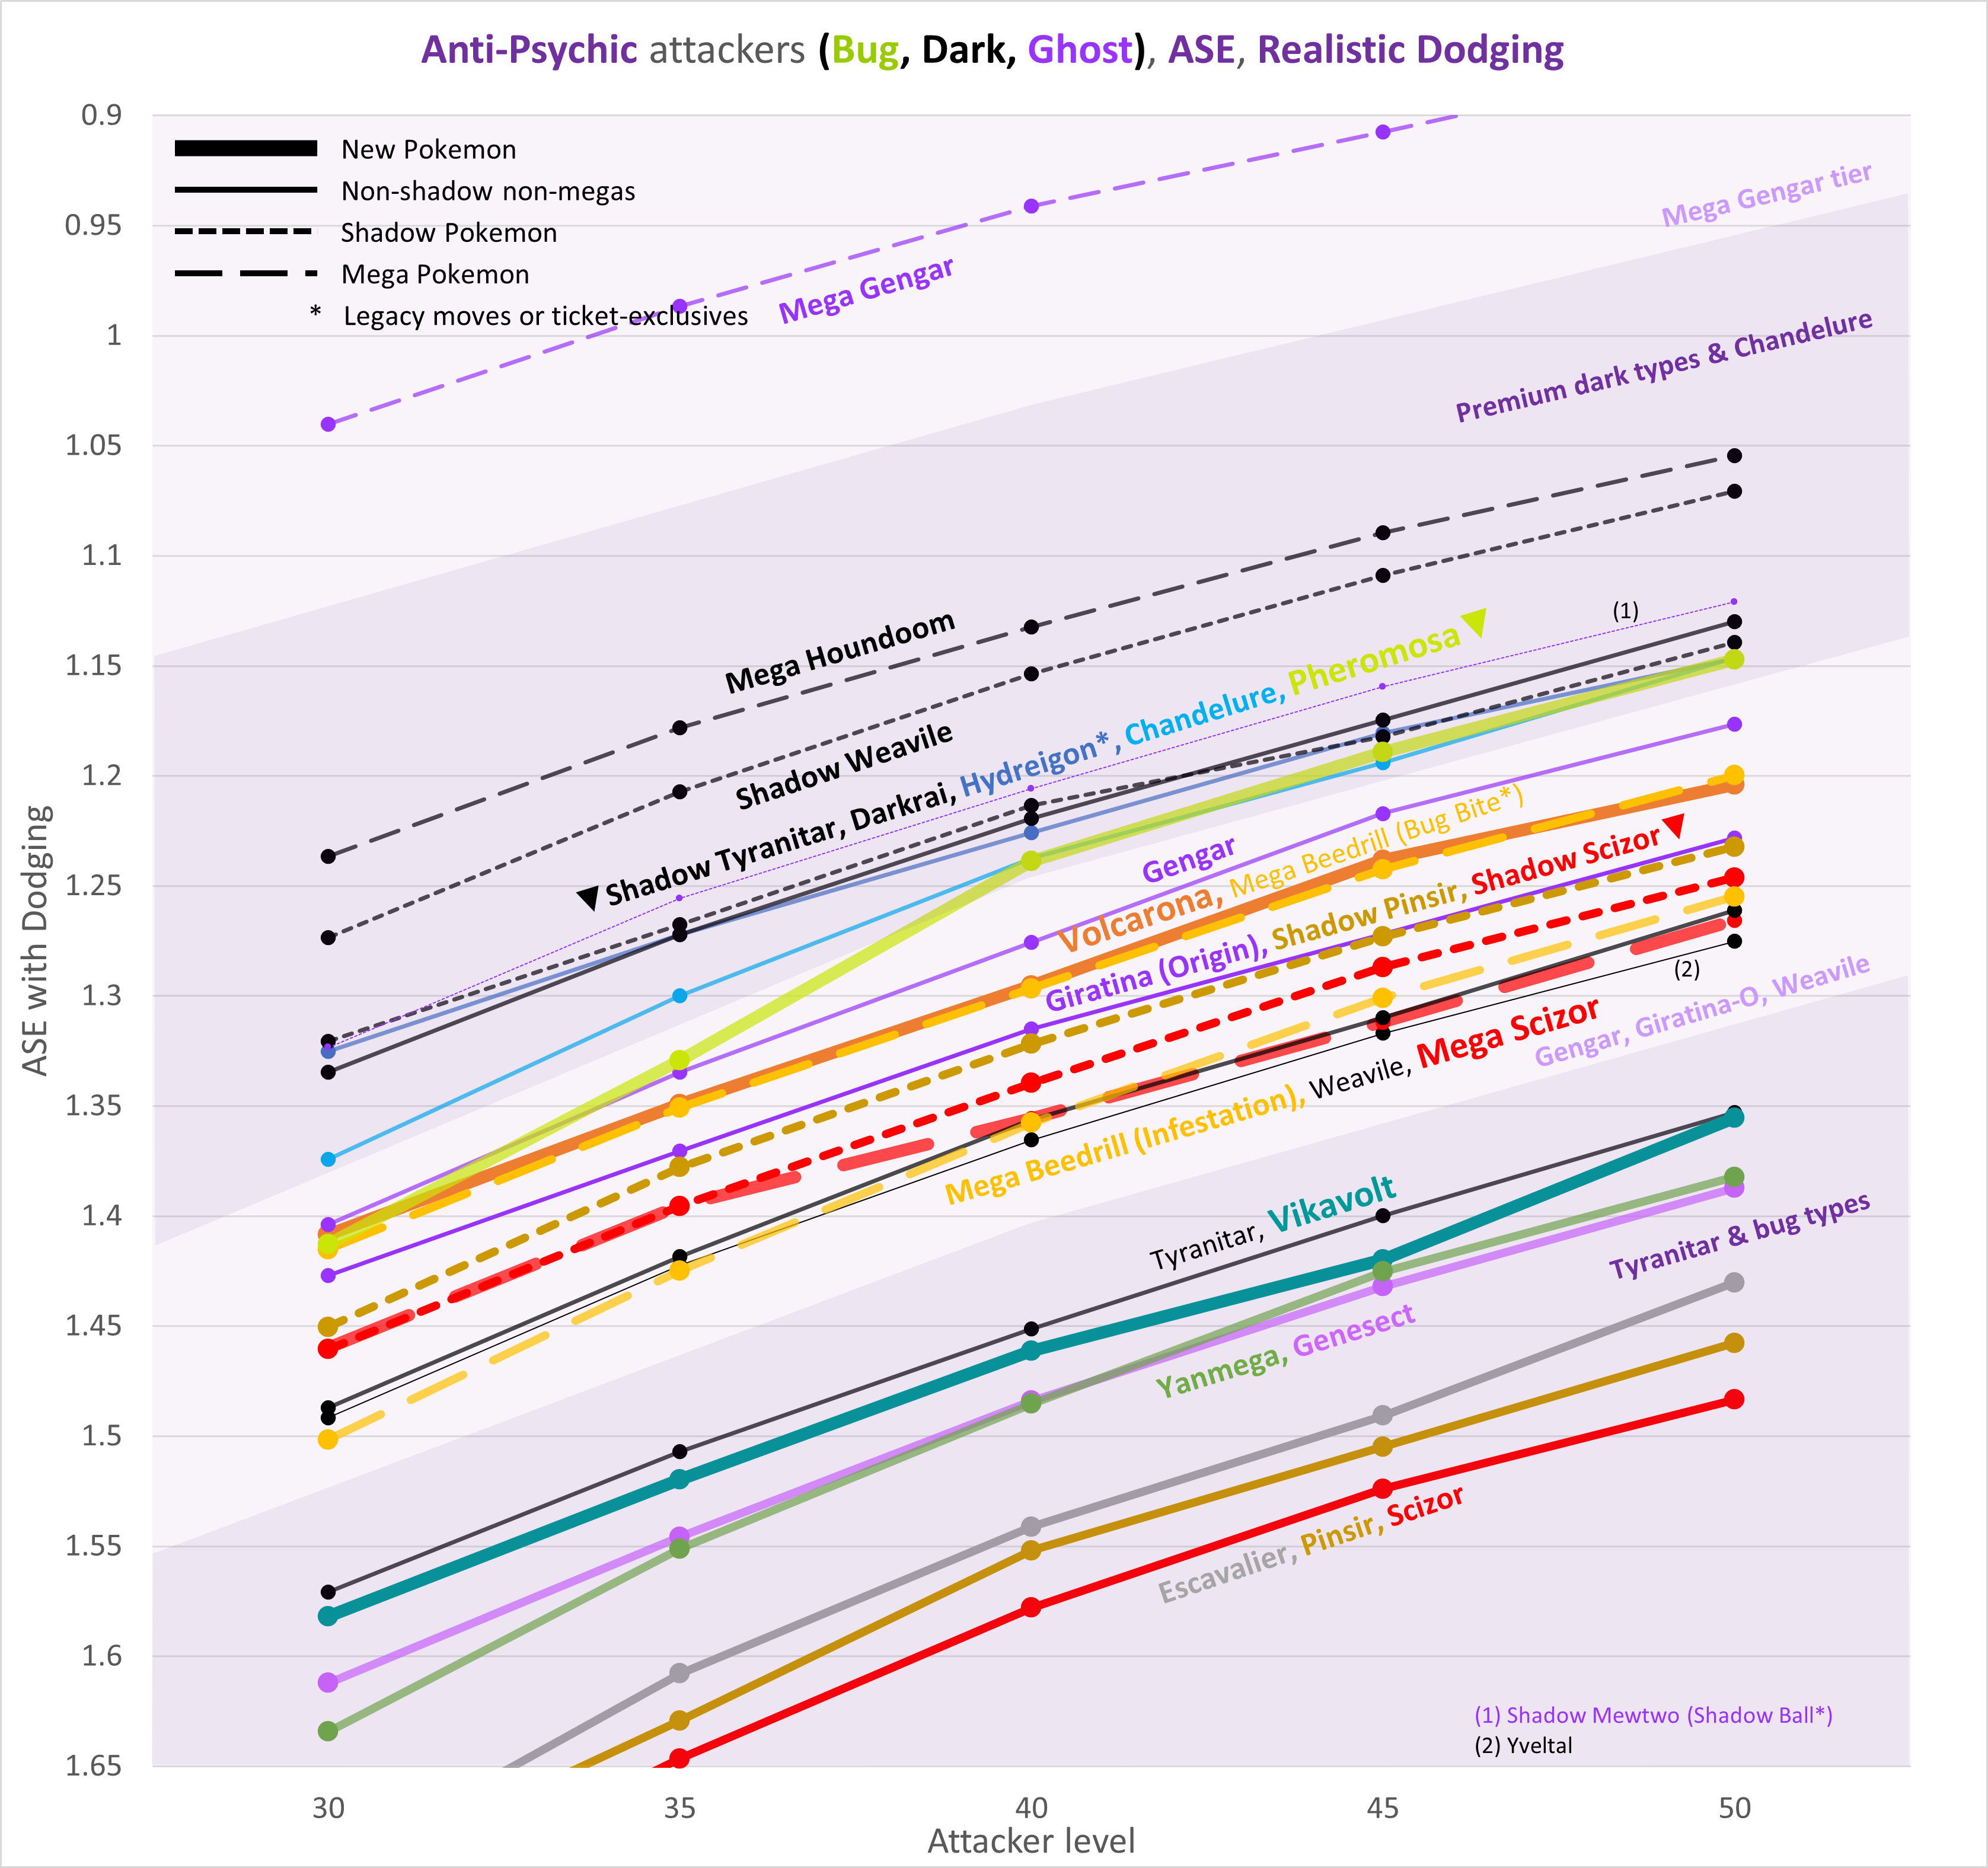 Anti-Psychic attackers (Bug, Dark, Ghost), ASE, Realistic Dodging
New Pokemon
Non-shadow non-megas
Shadow Pokemon
Mega Pokemon
* Legacy moves or ticket-exclusives
0.9
0.95
1
1.05
1.1
1.15
1.2
1.25
1.3
1.35
1.4
1.45
1.5
1.55
1.6
1.65
ASE with Dodging
Mega Gengar tier
Mega Gengar
Premium dark types & Chandelure
Mega Houndoom
Shadow Weavile
(1)
▼Shadow Tyranitar, Darkrai, Hydreigon*, Chandelure, Pheromosa▼
Gengar
Volcarona, Mega Beedrill (Bug Bite*)
Giratina (Origin), Shadow Pinsir, Shadow Scizor▼
(2)
Mega Beedrill (Infestation), Weavile, Mega Scizor
Gengar, Giratina-O, Weavile
Tyranitar, Vikavolt
Tyranitar & bug types
Yanmega, Genesect
Escavalier, Pinsir, Scizor
(1) Shadow Mewtwo (Shadow Ball*)
(2) Yveltal
30 35 40 45 50
Attacker level